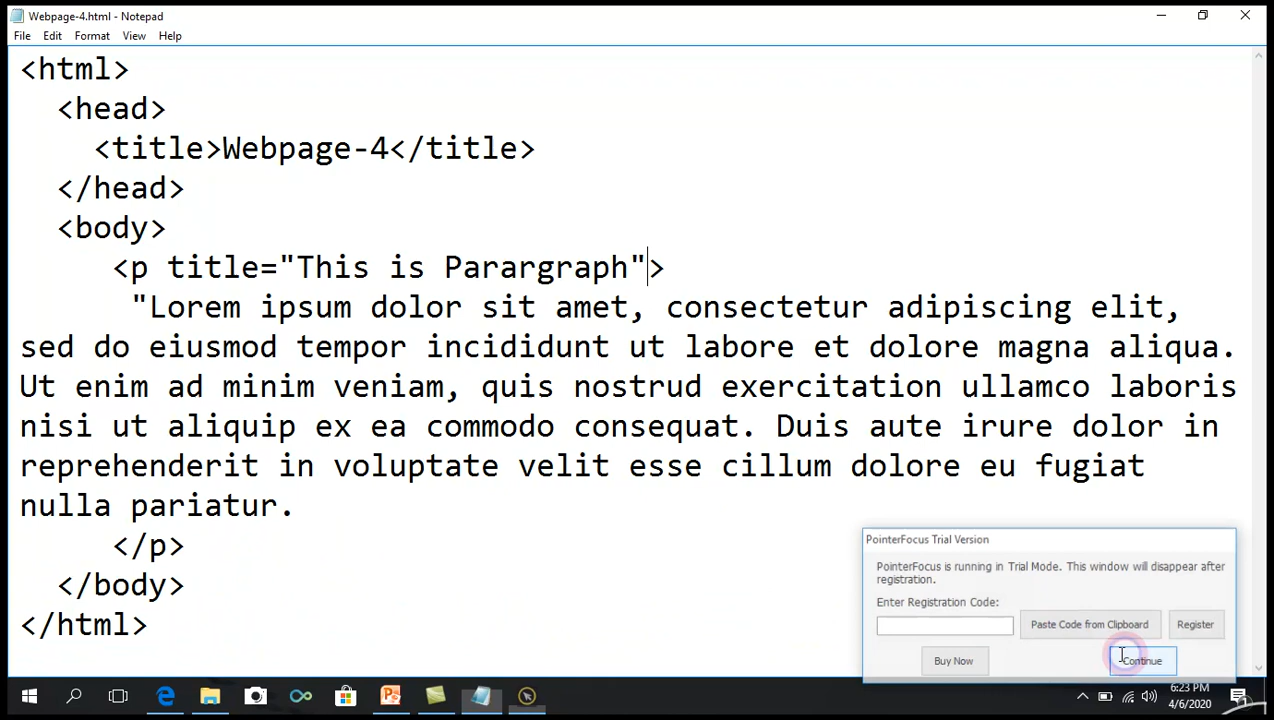 Webpage-4.html - Notepad
File Edit Format View Help
<html>
<head>
<title>Webpage-4</title>
</head>
<body>
<p title="This is Parargraph">
"Lorem ipsum dolor sit amet, consectetur adipiscing elit,
sed do eiusmod tempor incididunt ut labore et dolore magna aliqua.
Ut enim ad minim veniam, quis nostrud exercitation ullamco laboris
nisi ut aliquip ex ea commodo consequat. Duis aute irure dolor in
reprehenderit in voluptate velit esse cillum dolore eu fugiat
nulla pariatur.
</p>
</body>
</html>
PointerFocus Trial Version
PointerFocus is running in Trial Mode. This window will disappear after
registration.
Enter Registration Code:
Paste Code from Clipboard Register
Buy Now Continue
6:23 PM
4/6/2020